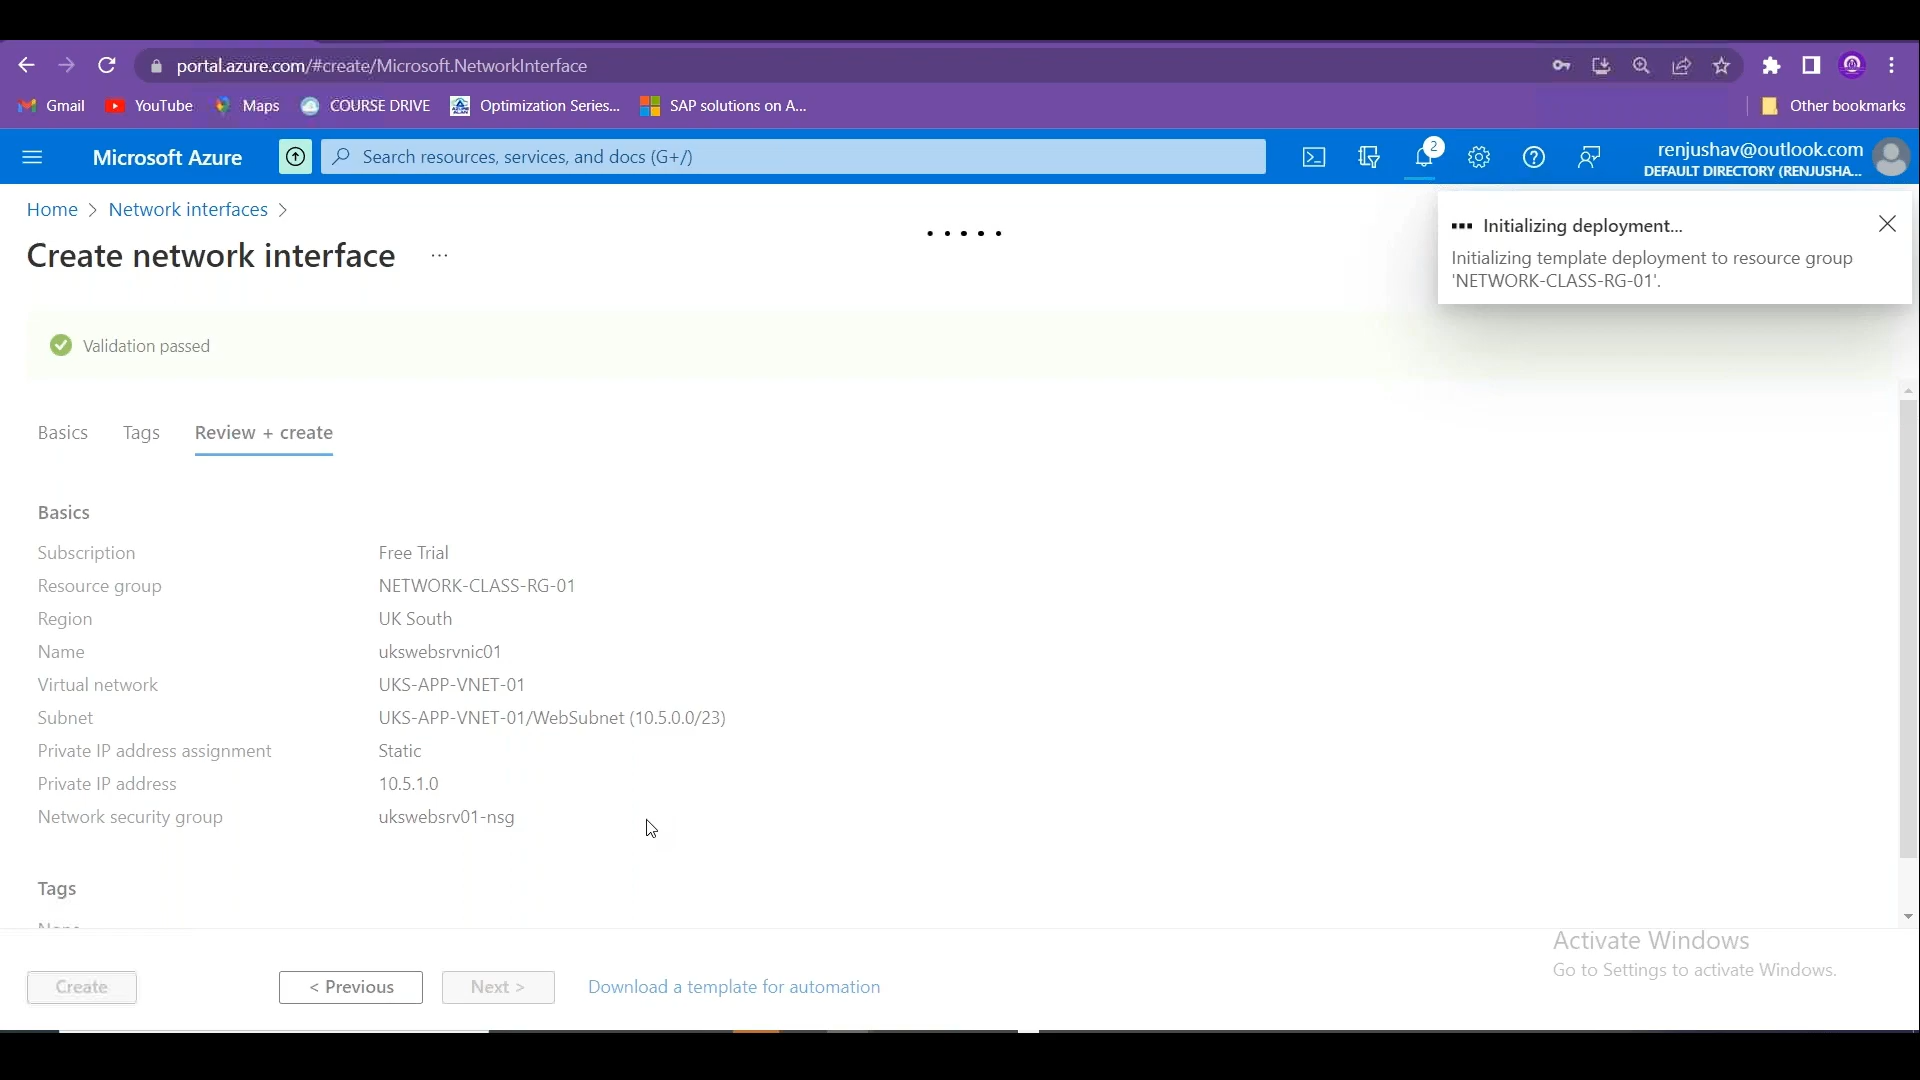 portal.azure.com/#create/Microsoft.NetworkInterface
Gmail YouTube Maps COURSE DRIVE Optimization Series... SAP solutions on A... Other bookmarks
Microsoft Azure Search resources, services, and docs (G+/) 2 renjushav@outlook.com
DEFAULT DIRECTORY (RENJUSHA...
Home > Network interfaces >
Create network interface ...
Initializing deployment...
Initializing template deployment to resource group
'NETWORK-CLASS-RG-01'.
Validation passed
Basics Tags Review + create
Basics
Subscription Free Trial
Resource group NETWORK-CLASS-RG-01
Region UK South
Name ukswebsrvnic01
Virtual network UKS-APP-VNET-01
Subnet UKS-APP-VNET-01/WebSubnet (10.5.0.0/23)
Private IP address assignment Static
Private IP address 10.5.1.0
Network security group ukswebsrv01-nsg
Tags
Activate Windows
Go to Settings to activate Windows.
Create < Previous Next > Download a template for automation